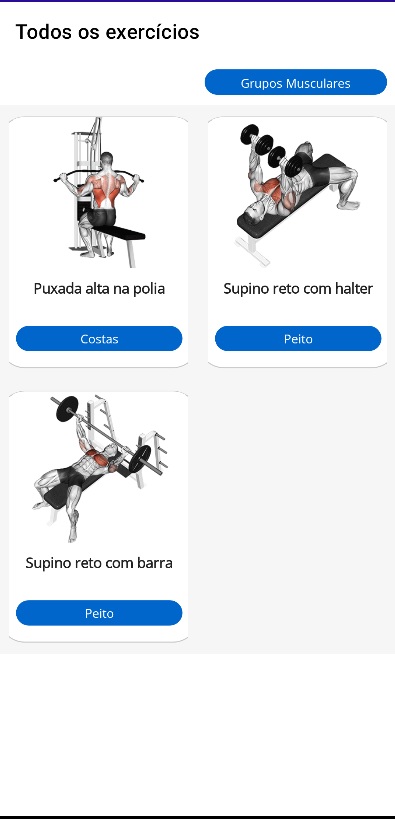 Todos os exercícios
Grupos Musculares
Puxada alta na polia
Supino reto com halter
Costas
Peito
Supino reto com barra
Peito